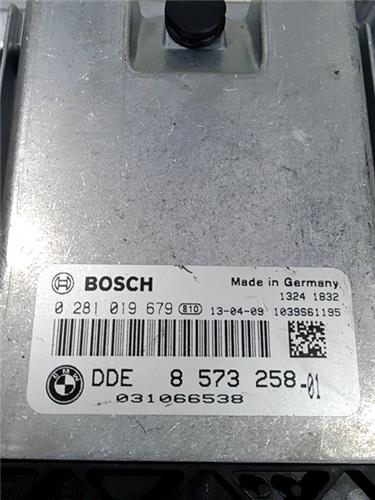 BOSCH
Made in Germany
1324 1832
0 281 019 679 810 13-04-09 1039S61195
DDE 8 573 258-01
031066538